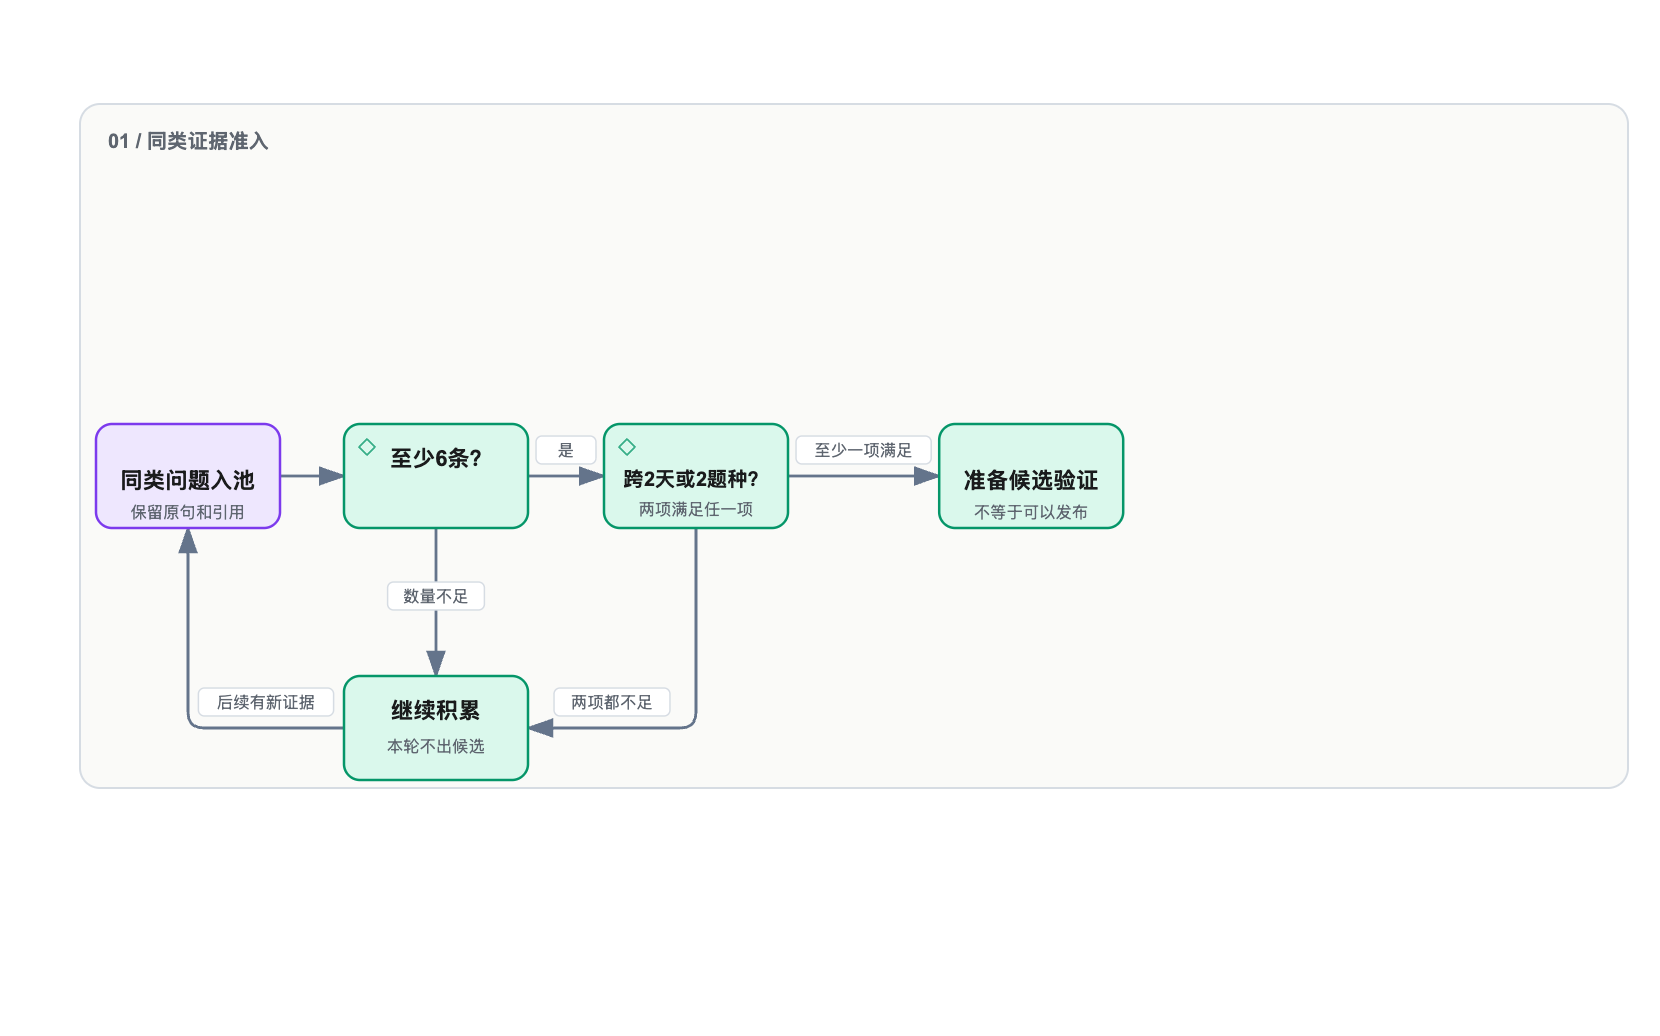 01 / 同类证据准入
同类问题入池
保留原句和引用
至少6条?
是
跨2天或2题种?
两项满足任一项
至少一项满足
准备候选验证
不等于可以发布
数量不足
后续有新证据
继续积累
本轮不出候选
两项都不足